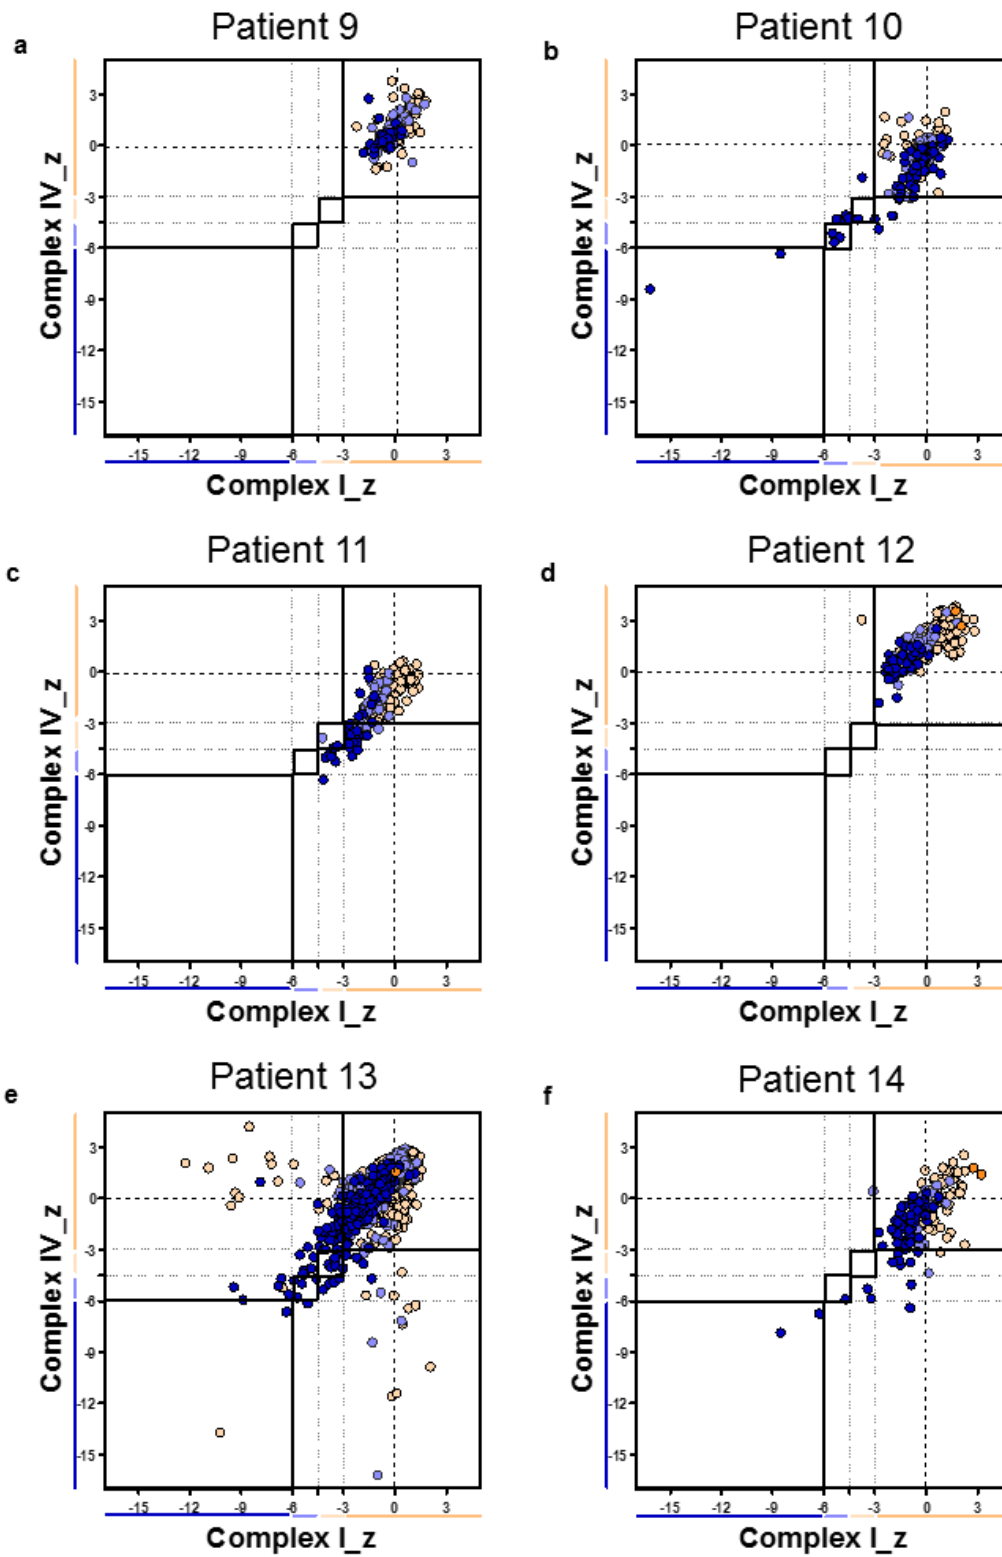 Patient 9
Patient 10
a
b
3
0
-3
-6
-9
-12
-15
Complex IV_z
-15 -12 -9 -6 -3 0 3
Complex I_z
3
0
-3
-6
-9
-12
-15
Complex IV_z
-15 -12 -9 -6 -3 0 3
Complex I_z
Patient 11
Patient 12
c
d
3
0
-3
-6
-9
-12
-15
Complex IV_z
-15 -12 -9 -6 -3 0 3
Complex I_z
3
0
-3
-6
-9
-12
-15
Complex IV_z
-15 -12 -9 -6 -3 0 3
Complex I_z
Patient 13
Patient 14
e
f
3
0
-3
-6
-9
-12
-15
Complex IV_z
-15 -12 -9 -6 -3 0 3
Complex I_z
3
0
-3
-6
-9
-12
-15
Complex IV_z
-15 -12 -9 -6 -3 0 3
Complex I_z